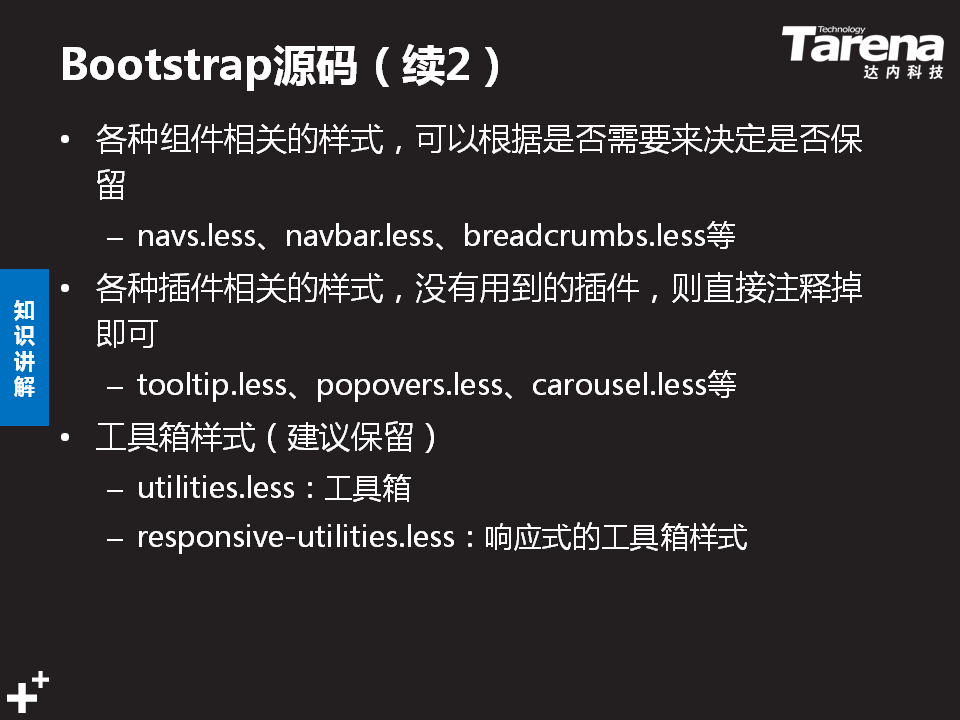 Bootstrap源码（续2）
Technology
Tarena
达内科技
• 各种组件相关的样式，可以根据是否需要来决定是否保
留
– navs.less、navbar.less、breadcrumbs.less等
• 各种插件相关的样式，没有用到的插件，则直接注释掉
即可
– tooltip.less、popovers.less、carousel.less等
• 工具箱样式（建议保留）
– utilities.less：工具箱
– responsive-utilities.less：响应式的工具箱样式
知
识
讲
解